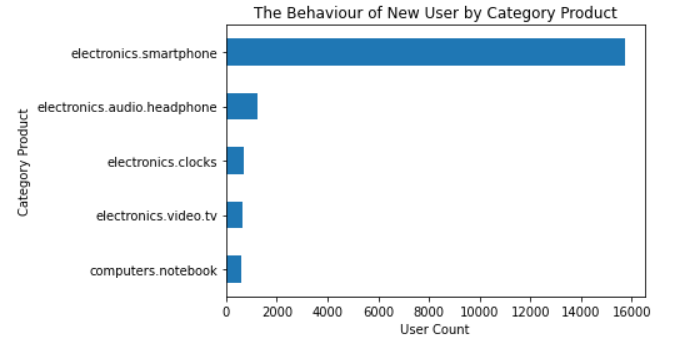 The Behaviour of New User by Category Product
electronics.smartphone
electronics.audio.headphone
electronics.clocks
electronics.video.tv
computers.notebook
Category Product
0 2000 4000 6000 8000 10000 12000 14000 16000
User Count